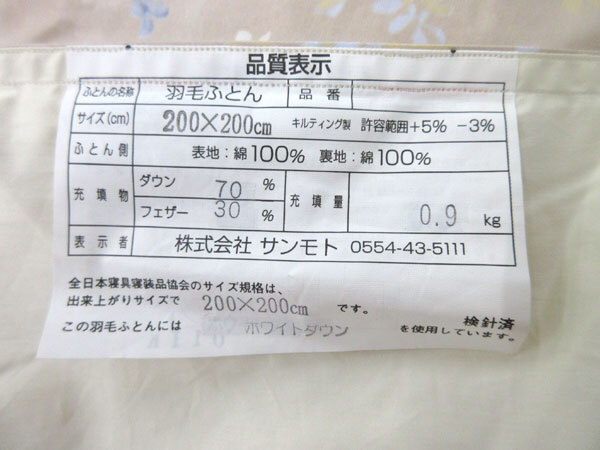 品質表示
ふとんの名称 羽毛ふとん 品番
サイズ(cm) 200×200cm キルティング製 許容範囲+5% -3%
ふとん側 表地:綿100% 裏地:綿100%
充填物 ダウン 70 % 充填量 0.9 kg
フェザー 30 %
表示者 株式会社 サンモト 0554-43-5111
全日本寝具寝装品協会のサイズ規格は、
出来上がりサイズで 200×200cm です。
検針済
この羽毛ふとんには ホワイトダウン を使用しています。